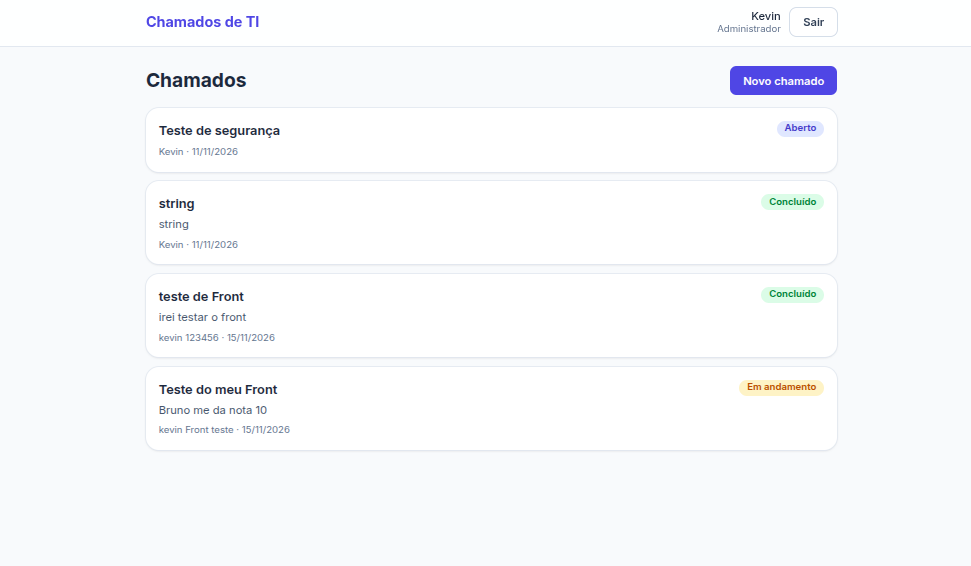 Chamados de TI
Kevin
Administrador
Sair
Chamados
Novo chamado
Teste de segurança
Aberto
Kevin · 11/11/2026
string
Concluído
string
Kevin · 11/11/2026
teste de Front
Concluído
irei testar o front
kevin 123456 · 15/11/2026
Teste do meu Front
Em andamento
Bruno me da nota 10
kevin Front teste · 15/11/2026